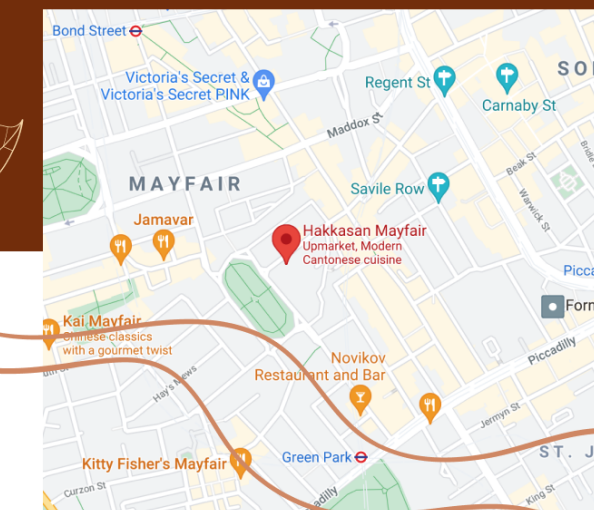 Bond Street
Victoria's Secret &
Victoria's Secret PINK
Regent St
Carnaby St
Maddox St
MAYFAIR
Savile Row
Beak St
Warwick St
Jamavar
Hakkasan Mayfair
Upmarket, Modern
Cantonese cuisine
Kai Mayfair
Chinese classics
with a gourmet twist
Hay's Mews
Novikov
Restaurant and Bar
Piccadilly
Jermyn St
Kitty Fisher's Mayfair
Green Park
Curzon St
King St